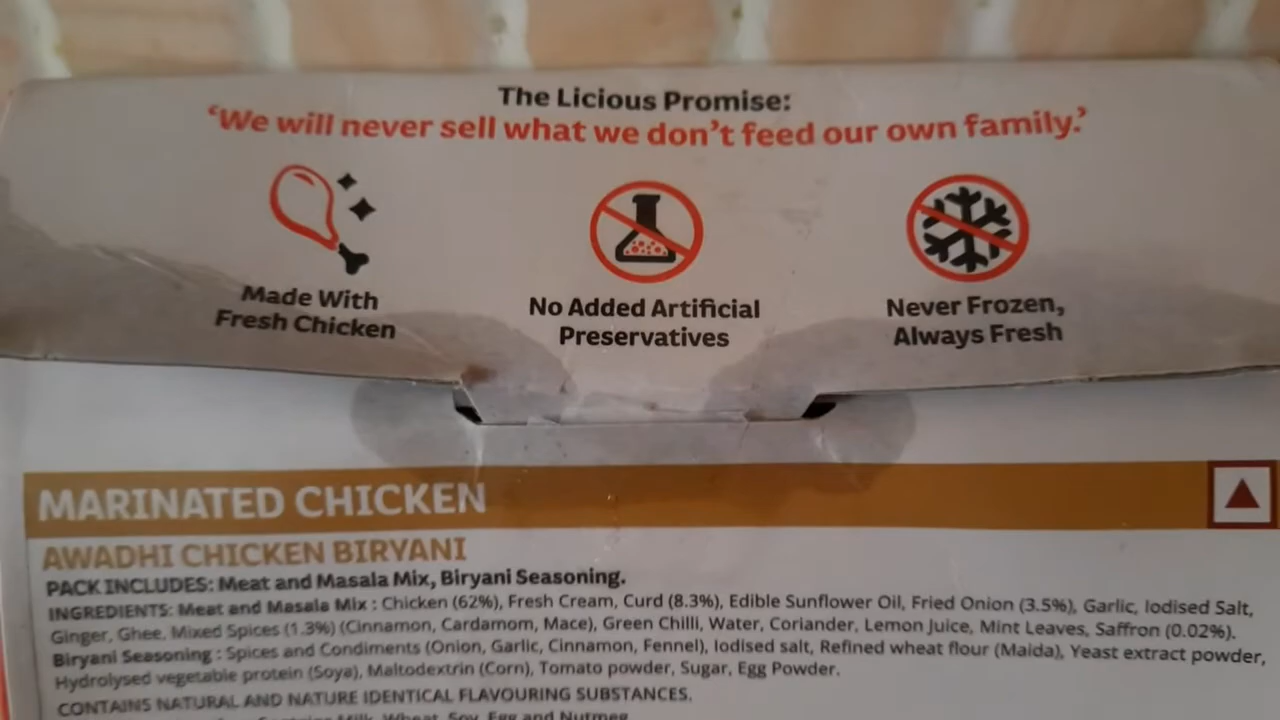 The Licious Promise:
‘We will never sell what we don’t feed our own family.’
Made With
Fresh Chicken
No Added Artificial
Preservatives
Never Frozen,
Always Fresh
MARINATED CHICKEN
AWADHI CHICKEN BIRYANI
PACK INCLUDES: Meat and Masala Mix, Biryani Seasoning.
INGREDIENTS: Meat and Masala Mix : Chicken (62%), Fresh Cream, Curd (8.3%), Edible Sunflower Oil, Fried Onion (3.5%), Garlic, Iodised Salt,
Ginger, Ghee, Mixed Spices (1.3%) (Cinnamon, Cardamom, Mace), Green Chilli, Water, Coriander, Lemon Juice, Mint Leaves, Saffron (0.02%).
Biryani Seasoning : Spices and Condiments (Onion, Garlic, Cinnamon, Fennel), Iodised salt, Refined wheat flour (Maida), Yeast extract powder,
Hydrolysed vegetable protein (Soya), Maltodextrin (Corn), Tomato powder, Sugar, Egg Powder.
CONTAINS NATURAL AND NATURE IDENTICAL FLAVOURING SUBSTANCES.
Milk, Wheat, Soy, Egg and Nutmeg